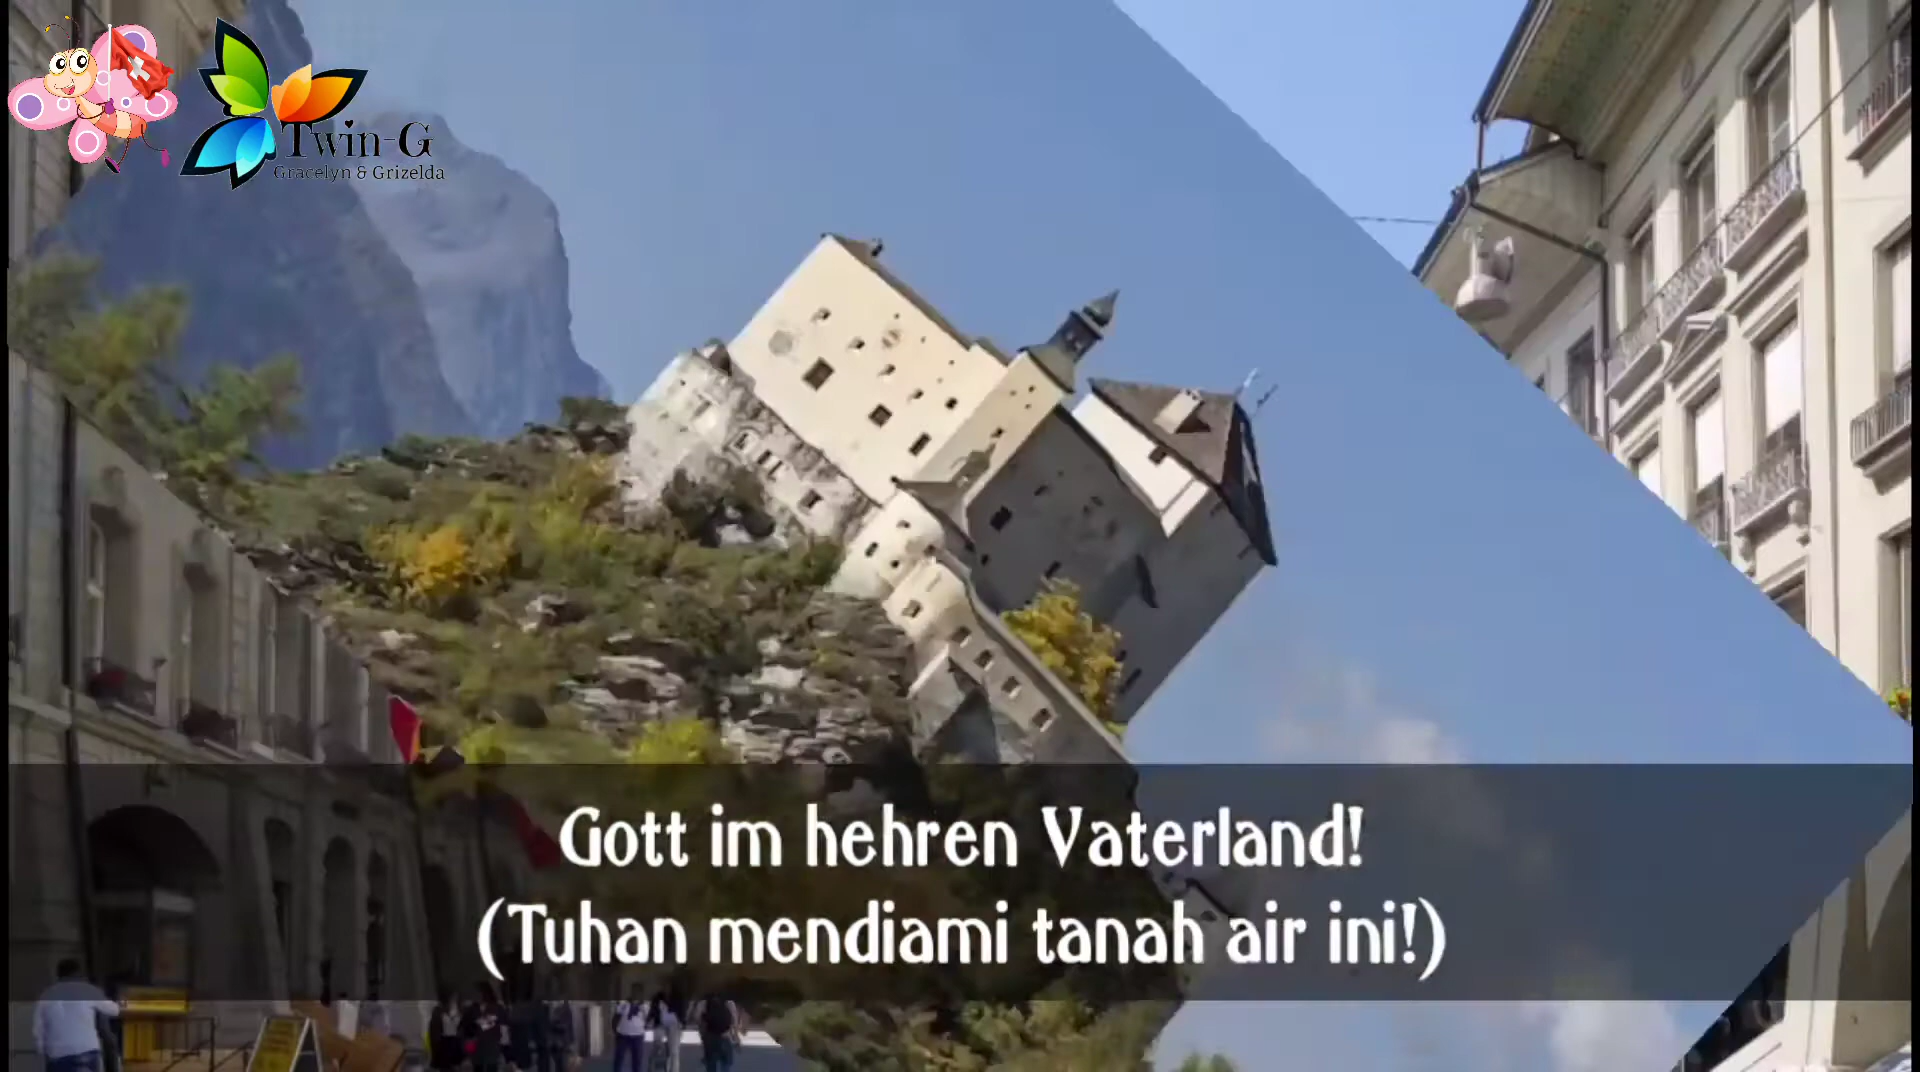 Twin-G
Gracelyn & Grizelda
Gott im hehren Vaterland!
(Tuhan mendiami tanah air ini!)